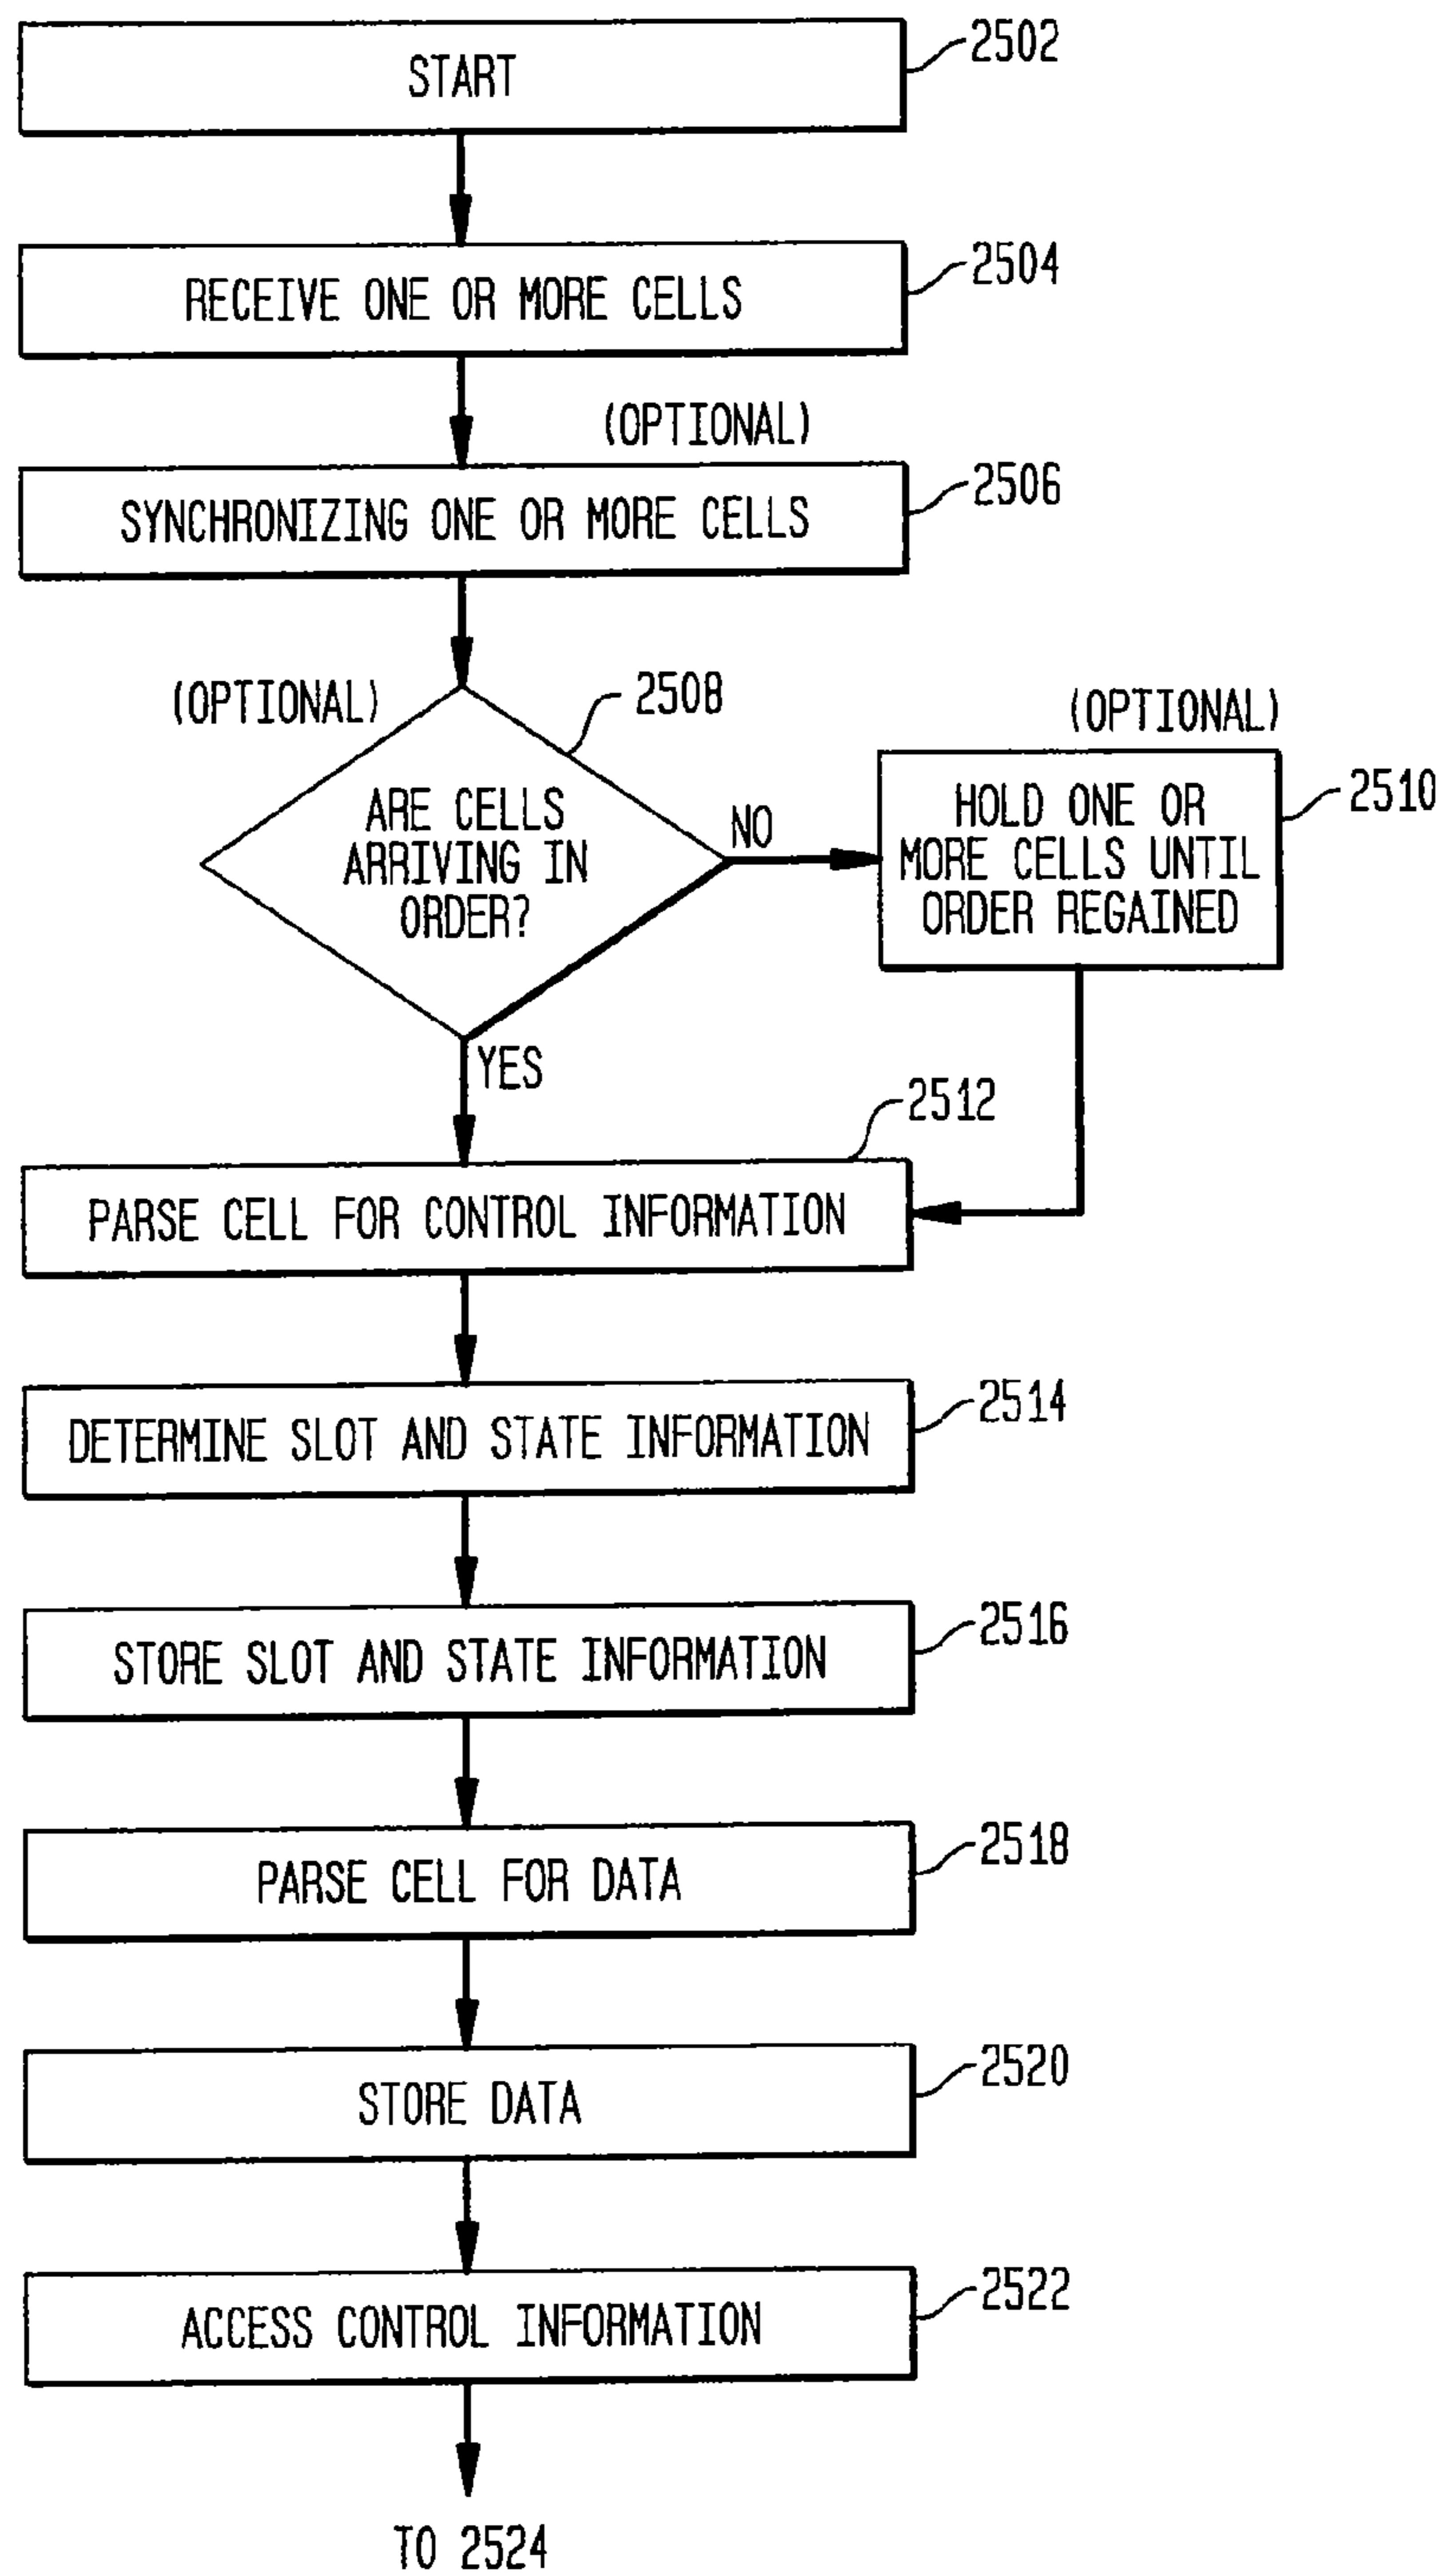 START
2502
RECEIVE ONE OR MORE CELLS
2504
(OPTIONAL)
SYNCHRONIZING ONE OR MORE CELLS
2506
(OPTIONAL)
2508
ARE CELLS
ARRIVING IN
ORDER?
NO
(OPTIONAL)
HOLD ONE OR
MORE CELLS UNTIL
ORDER REGAINED
2510
YES
2512
PARSE CELL FOR CONTROL INFORMATION
DETERMINE SLOT AND STATE INFORMATION
2514
STORE SLOT AND STATE INFORMATION
2516
PARSE CELL FOR DATA
2518
STORE DATA
2520
ACCESS CONTROL INFORMATION
2522
TO 2524